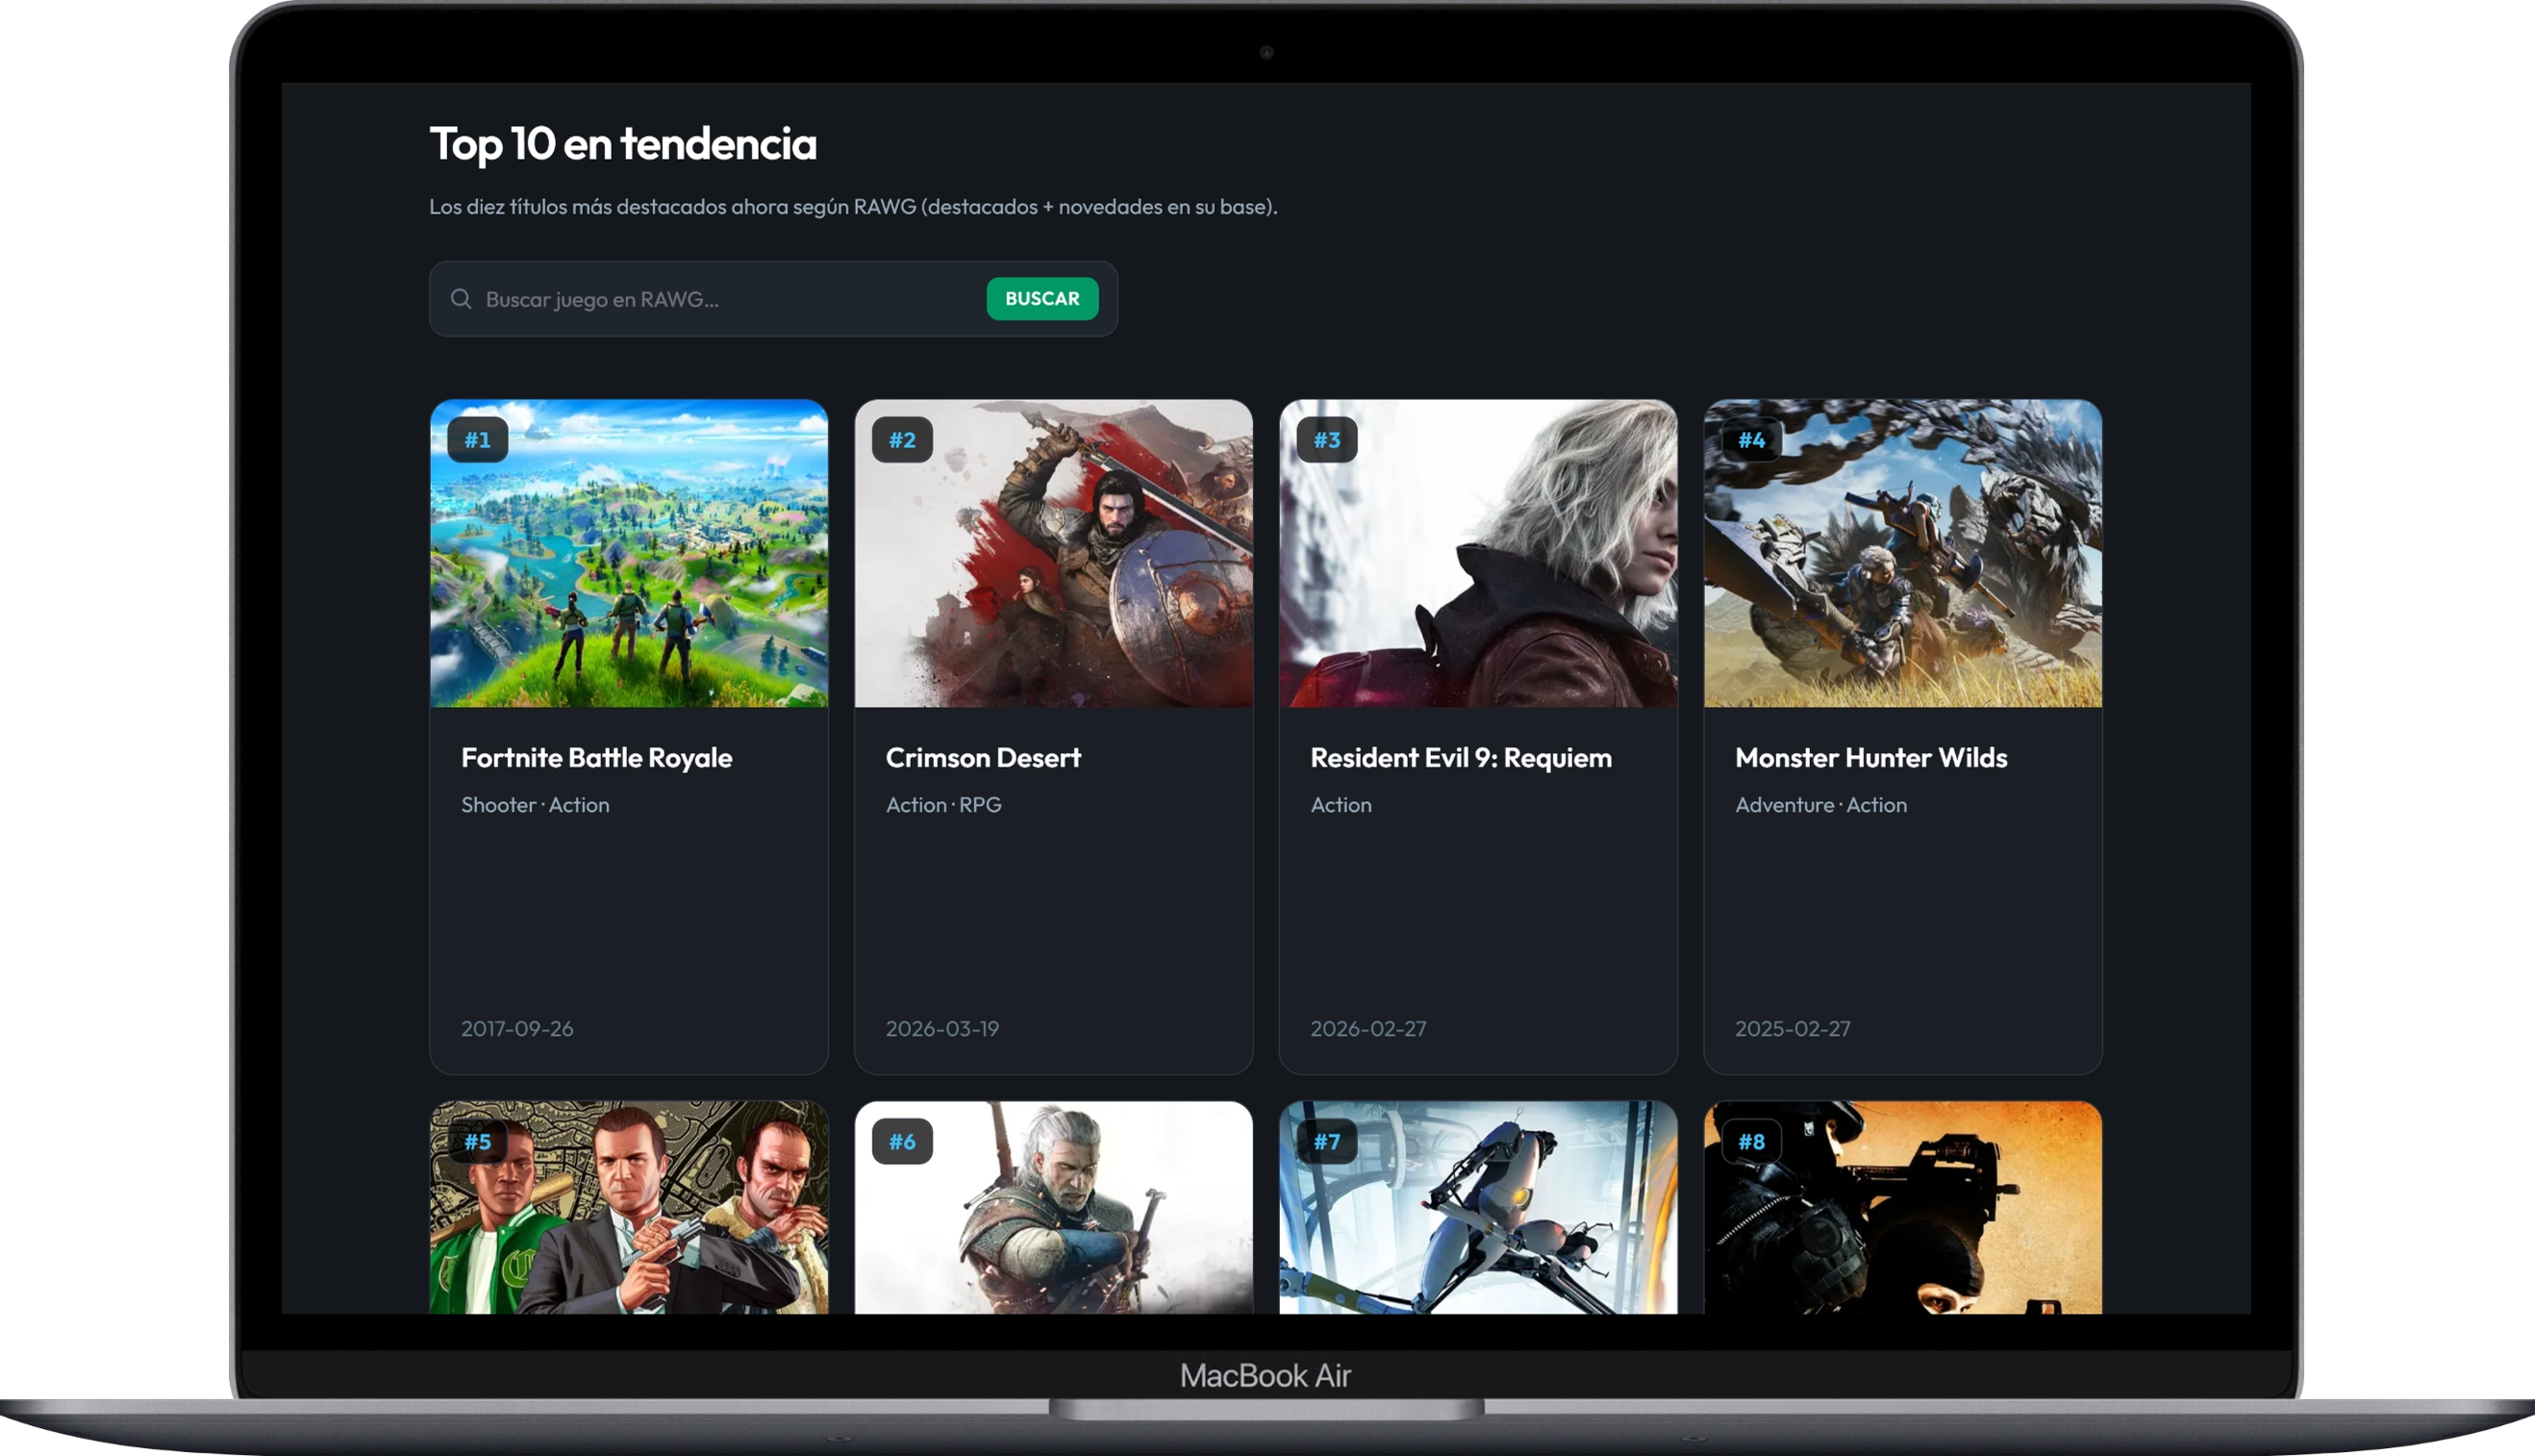 Top 10 en tendencia
Los diez títulos más destacados ahora según RAWG (destacados + novedades en su base).
Buscar juego en RAWG...
BUSCAR
#1
#2
#3
#4
Fortnite Battle Royale
Crimson Desert
Resident Evil 9: Requiem
Monster Hunter Wilds
Shooter · Action
Action · RPG
Action
Adventure · Action
2017-09-26
2026-03-19
2026-02-27
2025-02-27
#5
#6
#7
#8
MacBook Air